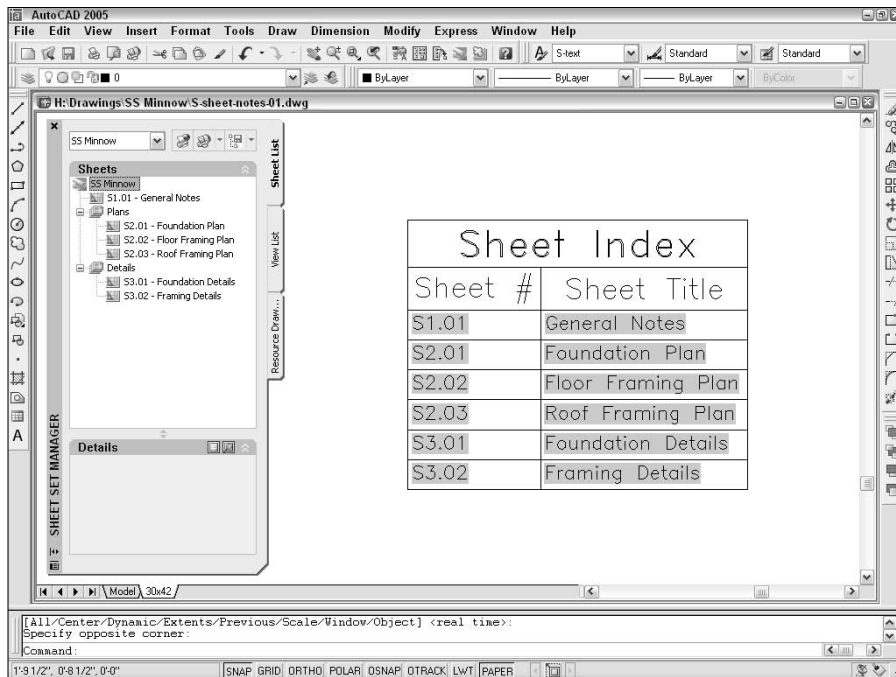 AutoCAD 2005
File Edit View Insert Format Tools Draw Dimension Modify Express Window Help
S-text Standard Standard
0 ByLayer ByLayer ByLayer ByColor
H:\Drawings\SS Minnow\S-sheet-notes-01.dwg
SS Minnow
Sheets
SS Minnow
S1.01 - General Notes
Plans
S2.01 - Foundation Plan
S2.02 - Floor Framing Plan
S2.03 - Roof Framing Plan
Details
S3.01 - Foundation Details
S3.02 - Framing Details
Details
SHEET SET MANAGER
Sheet List
View List
Resource Draw...
Sheet Index
Sheet # Sheet Title
S1.01 General Notes
S2.01 Foundation Plan
S2.02 Floor Framing Plan
S2.03 Roof Framing Plan
S3.01 Foundation Details
S3.02 Framing Details
Model 30x42
[All/Center/Dynamic/Extents/Previous/Scale/Window/Object] <real time>:
Specify opposite corner:
Command:
1'-9 1/2", 0'-8 1/2", 0'-0" SNAP GRID ORTHO POLAR OSNAP OTRACK LWT PAPER